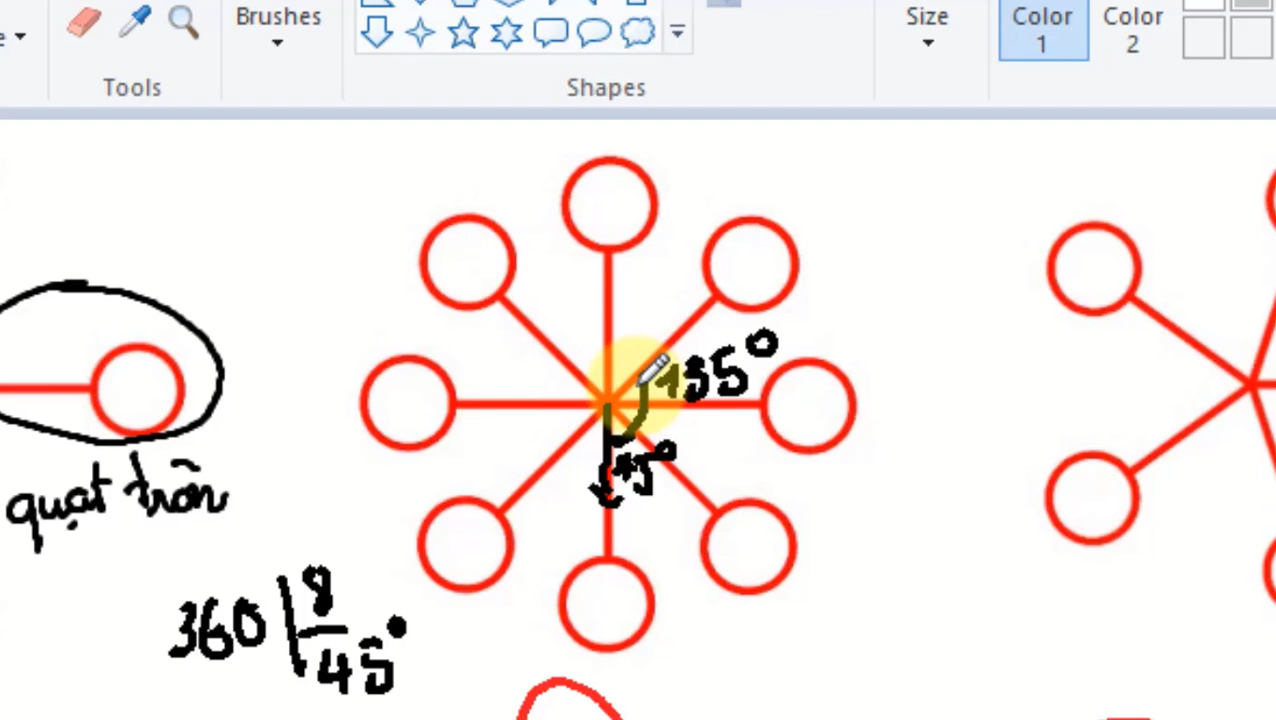 Brushes
Size
Color
1
Color
2
Tools
Shapes
135°
45°
quạt trần
360 8
45°